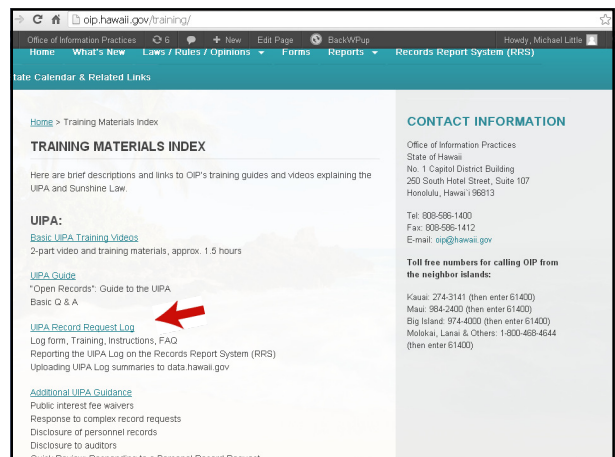 oip.hawaii.gov/training/
Office of Information Practices 6 + New Edit Page BackWPup Howdy, Michael Little
Home What's New Laws / Rules / Opinions Forms Reports Records Report System (RRS)
tate Calendar & Related Links
Home > Training Materials Index
TRAINING MATERIALS INDEX
Here are brief descriptions and links to OIP's training guides and videos explaining the
UIPA and Sunshine Law.
UIPA:
Basic UIPA Training Videos
2-part video and training materials, approx. 1.5 hours
UIPA Guide
"Open Records": Guide to the UIPA
Basic Q & A
UIPA Record Request Log
Log form, Training, Instructions, FAQ
Reporting the UIPA Log on the Records Report System (RRS)
Uploading UIPA Log summaries to data.hawaii.gov
Additional UIPA Guidance
Public interest fee waivers
Response to complex record requests
Disclosure of personnel records
Disclosure to auditors
Quick Review: Responding to a Personal Record Request
CONTACT INFORMATION
Office of Information Practices
State of Hawaii
No. 1 Capitol District Building
250 South Hotel Street, Suite 107
Honolulu, Hawai`i 96813
Tel: 808-586-1400
Fax: 808-586-1412
E-mail: oip@hawaii.gov
Toll free numbers for calling OIP from
the neighbor islands:
Kauai: 274-3141 (then enter 61400)
Maui: 984-2400 (then enter 61400)
Big Island: 974-4000 (then enter 61400)
Molokai, Lanai & Others: 1-800-468-4644
(then enter 61400)